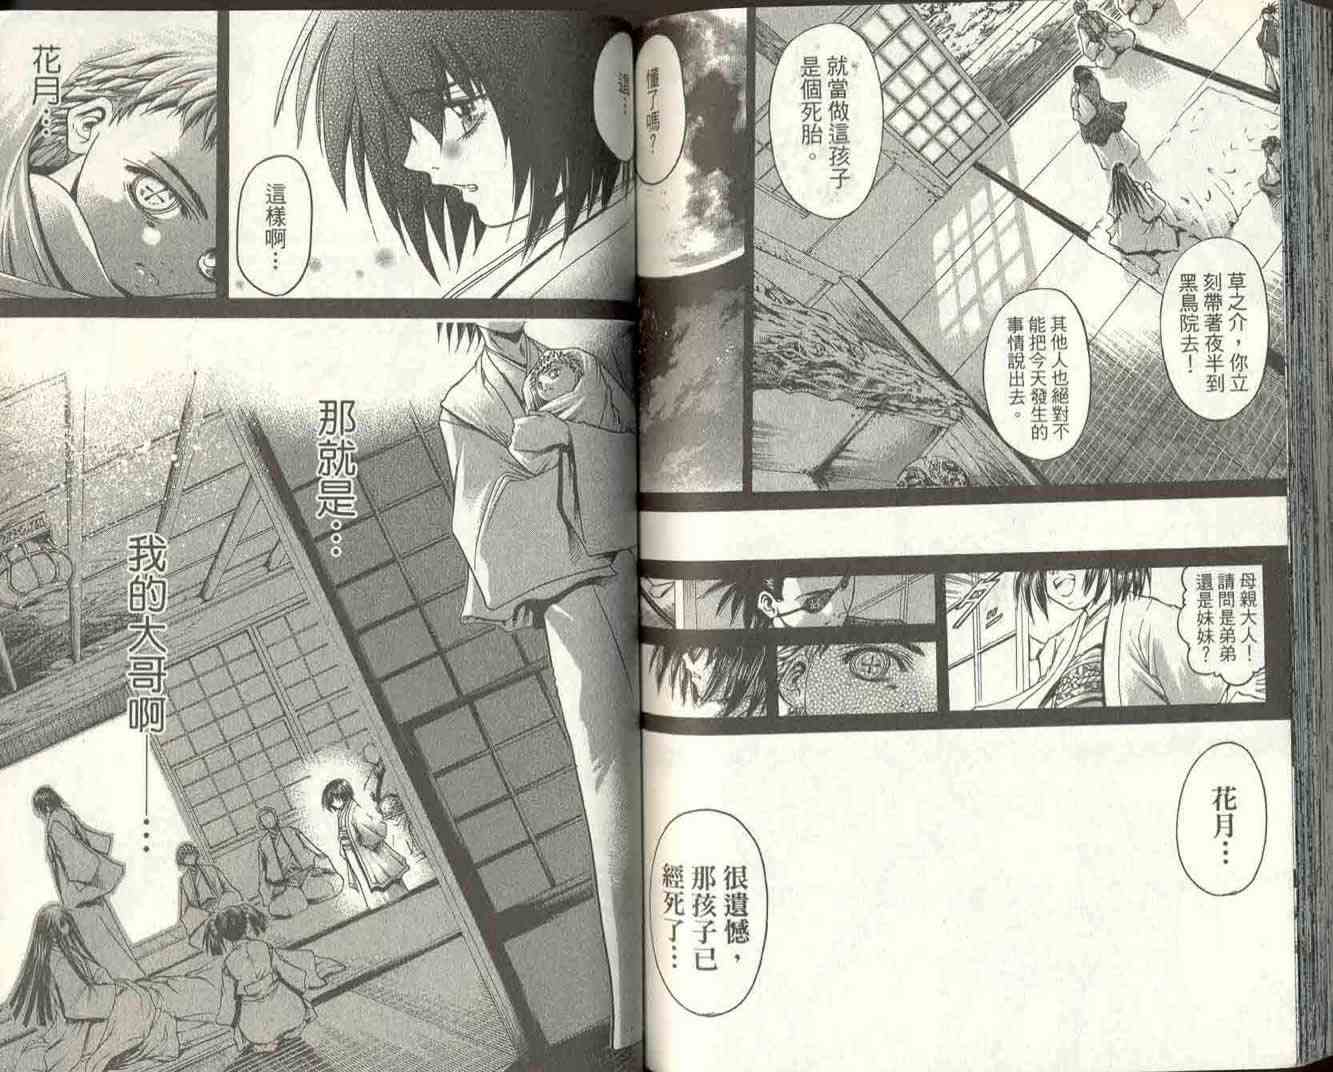 就當做這孩子
是個死胎。
草之介，你立
刻帶著夜半到
黑鳥院去！
其他人也絕對不
能把今天發生的
事情說出去。
懂了嗎？
母親大人！
請問是弟弟
還是妹妹？
花月…
很遺憾，
那孩子已
經死了…
這…
這樣啊…
花月…
那就是…
我的大哥啊——…